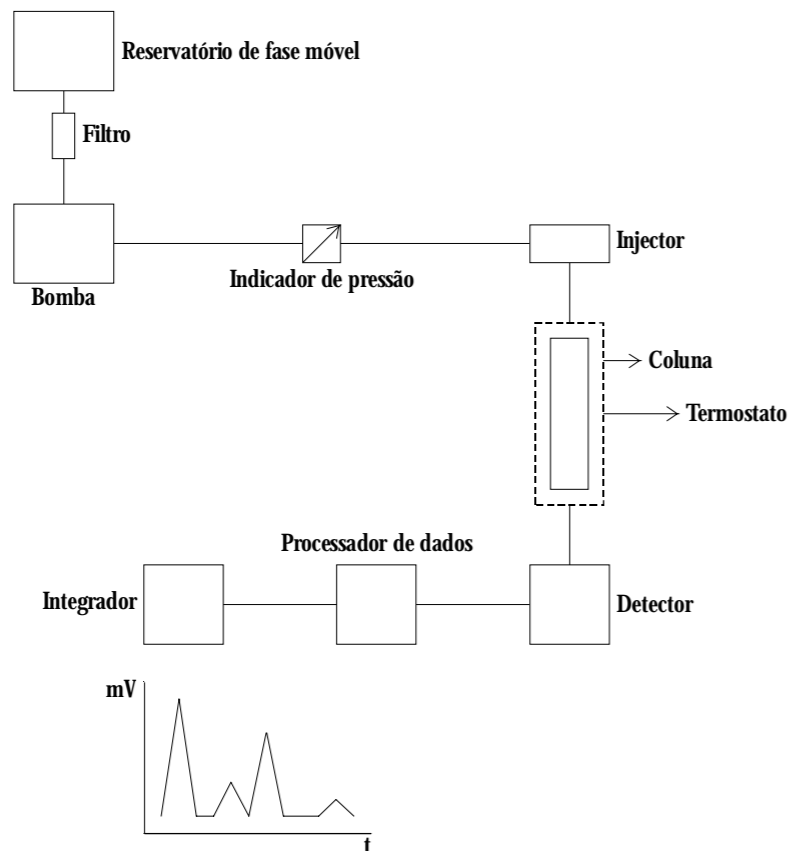 Reservatório de fase móvel
Filtro
Bomba
Indicador de pressão
Injector
Coluna
Termostato
Processador de dados
Integrador
Detector
mV
t